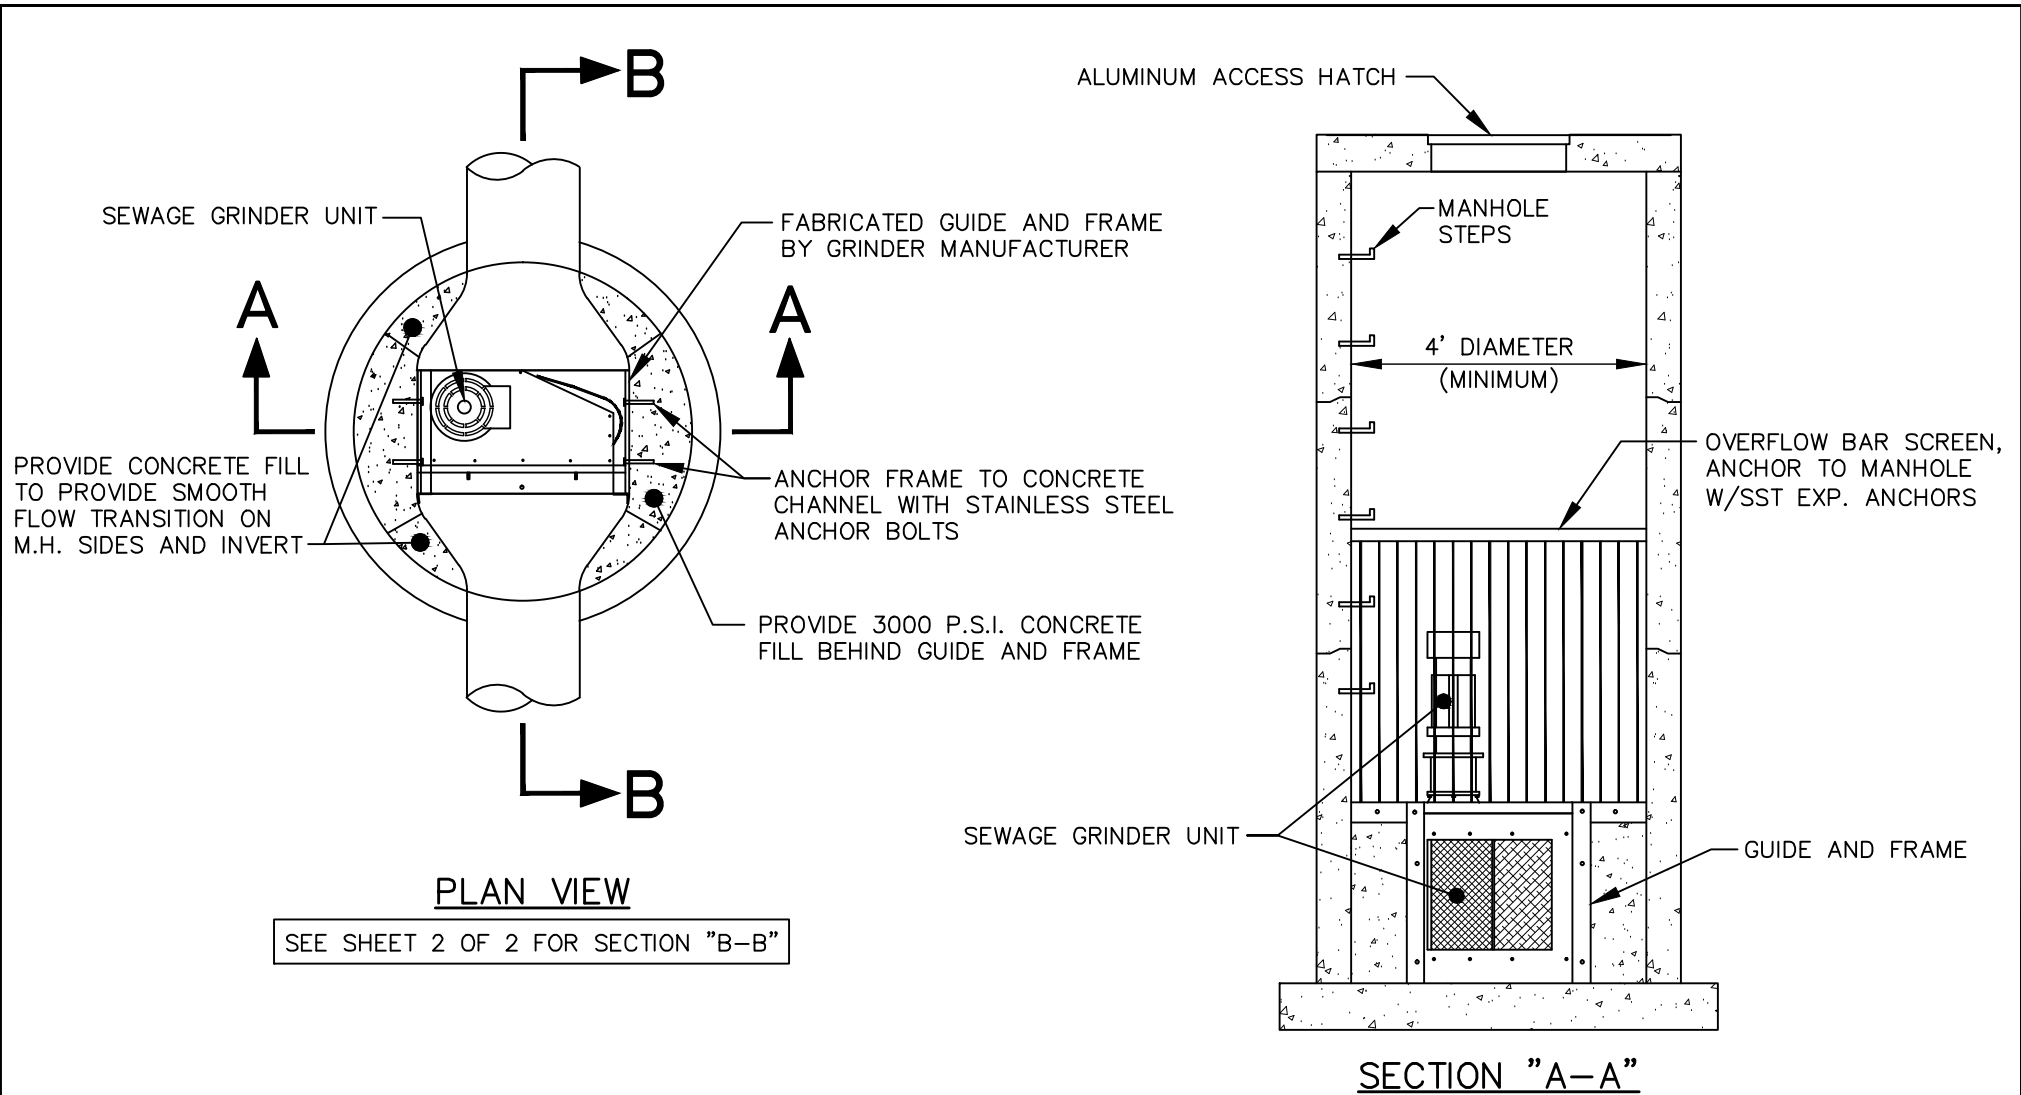 B
SEWAGE GRINDER UNIT
FABRICATED GUIDE AND FRAME
BY GRINDER MANUFACTURER
A
A
PROVIDE CONCRETE FILL
TO PROVIDE SMOOTH
FLOW TRANSITION ON
M.H. SIDES AND INVERT
ANCHOR FRAME TO CONCRETE
CHANNEL WITH STAINLESS STEEL
ANCHOR BOLTS
PROVIDE 3000 P.S.I. CONCRETE
FILL BEHIND GUIDE AND FRAME
B
PLAN VIEW
SEE SHEET 2 OF 2 FOR SECTION "B-B"
ALUMINUM ACCESS HATCH
MANHOLE
STEPS
4' DIAMETER
(MINIMUM)
OVERFLOW BAR SCREEN,
ANCHOR TO MANHOLE
W/SST EXP. ANCHORS
SEWAGE GRINDER UNIT
GUIDE AND FRAME
SECTION "A-A"